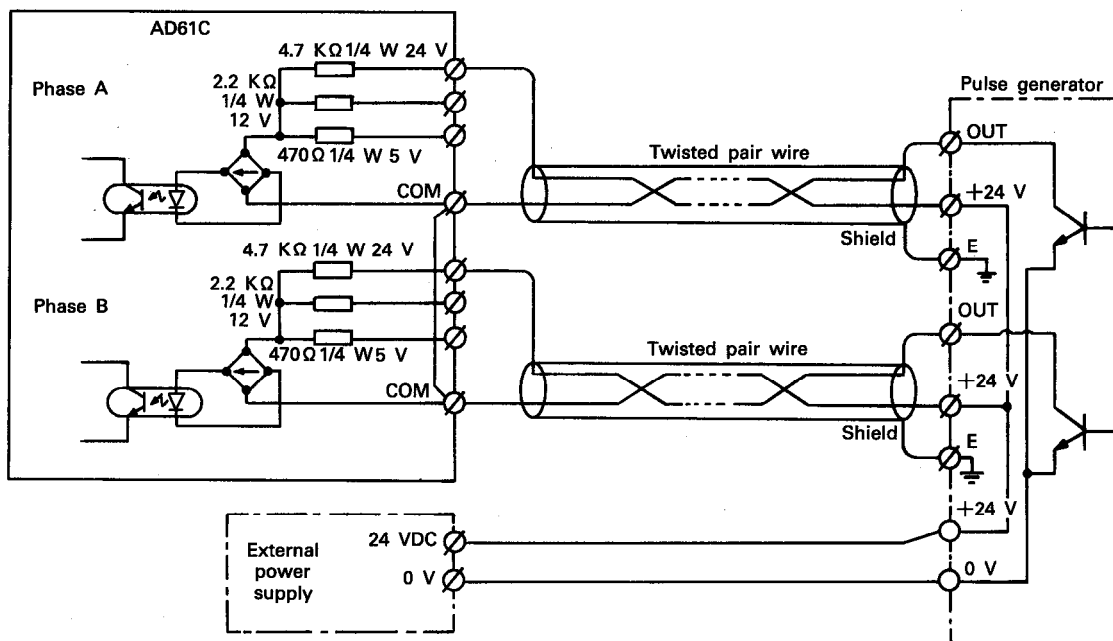 AD61C
Phase A
4.7 KΩ 1/4 W 24 V
2.2 KΩ
1/4 W
12 V
470Ω 1/4 W 5 V
COM
Twisted pair wire
Shield
Pulse generator
OUT
+24 V
E
Phase B
4.7 KΩ 1/4 W 24 V
2.2 KΩ
1/4 W
12 V
470Ω 1/4 W 5 V
COM
Twisted pair wire
Shield
OUT
+24 V
E
External
power
supply
24 VDC
0 V
+24 V
0 V